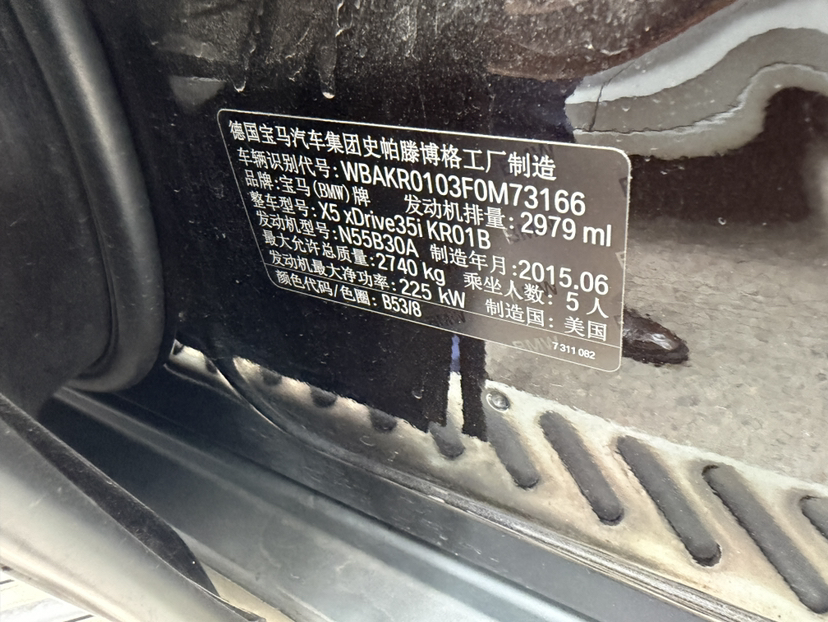 德国宝马汽车集团史帕滕博格工厂制造
车辆识别代号: WBAKR0103F0M73166
品牌: 宝马(BMW)牌 发动机排量: 2979 ml
整车型号: X5 xDrive35i KR01B
发动机型号: N55B30A 制造年月: 2015.06
最大允许总质量: 2740 kg 乘坐人数: 5 人
发动机最大净功率: 225 kW 制造国: 美国
颜色代码/色圈: B53/8
7 311 082